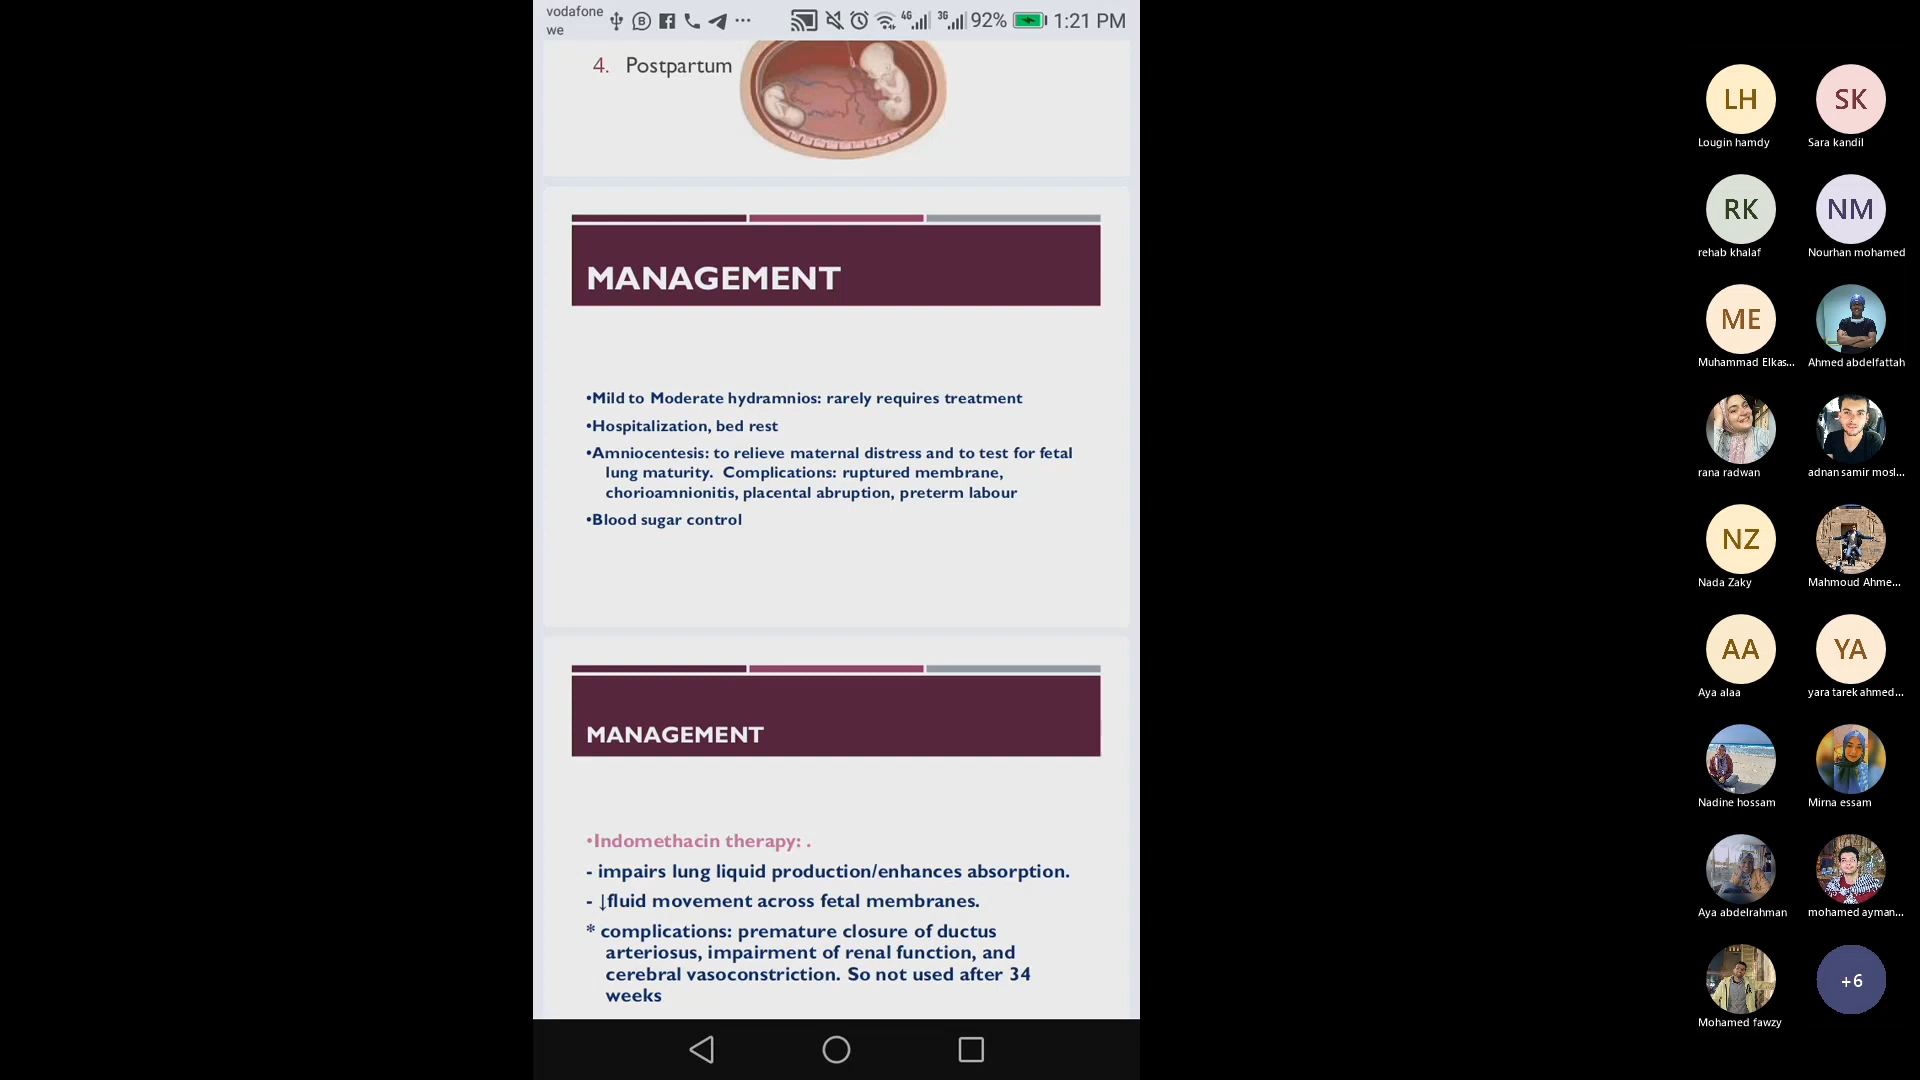 vodafone
we
4G
3G
92%
1:21 PM
4. Postpartum
MANAGEMENT
•Mild to Moderate hydramnios: rarely requires treatment
•Hospitalization, bed rest
•Amniocentesis: to relieve maternal distress and to test for fetal
lung maturity. Complications: ruptured membrane,
chorioamnionitis, placental abruption, preterm labour
•Blood sugar control
MANAGEMENT
•Indomethacin therapy: .
- impairs lung liquid production/enhances absorption.
- ↓fluid movement across fetal membranes.
* complications: premature closure of ductus
arteriosus, impairment of renal function, and
cerebral vasoconstriction. So not used after 34
weeks
LH
SK
Lougin hamdy
Sara kandil
RK
NM
rehab khalaf
Nourhan mohamed
ME
Muhammad Elkas...
Ahmed abdelfattah
rana radwan
adnan samir mosl...
NZ
Nada Zaky
Mahmoud Ahme...
AA
YA
Aya alaa
yara tarek ahmed...
Nadine hossam
Mirna essam
Aya abdelrahman
mohamed ayman...
+6
Mohamed fawzy